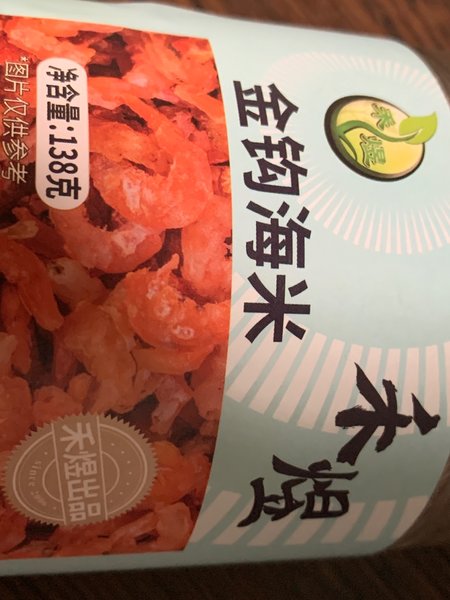 禾煜
金钩海米
禾煜
净含量:138克
*图片仅供参考
禾煜出品
since